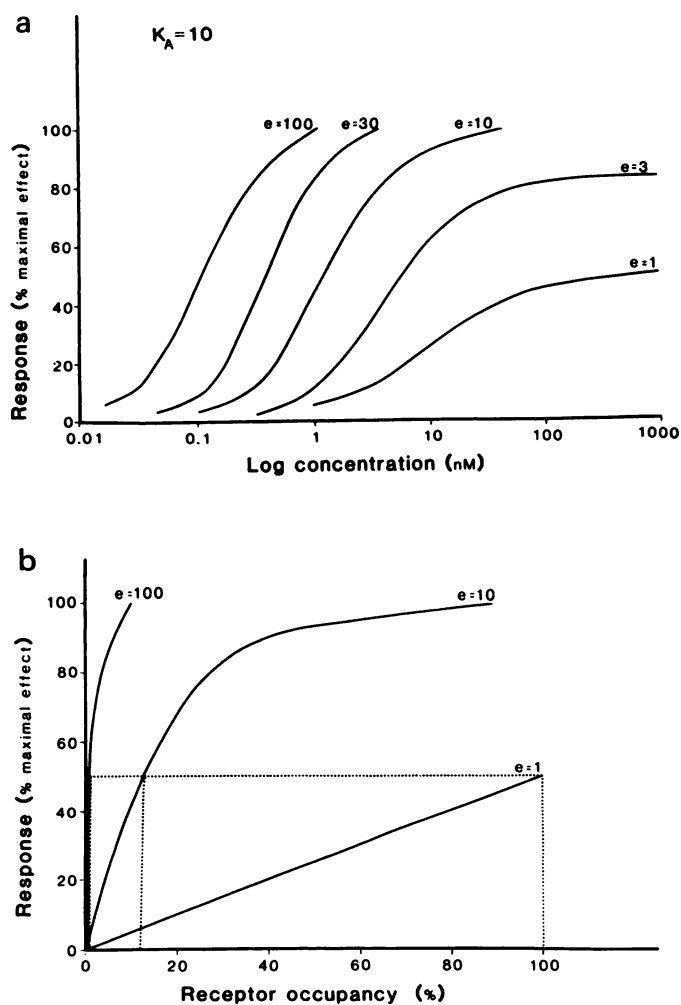 a
K_A=10
Response (% maximal effect)
100
80
60
40
20
0
e=100
e=30
e=10
e=3
e=1
0.01 0.1 1 10 100 1000
Log concentration (nM)
b
Response (% maximal effect)
100
80
60
40
20
0
e=100
e=10
e=1
0 20 40 60 80 100
Receptor occupancy (%)